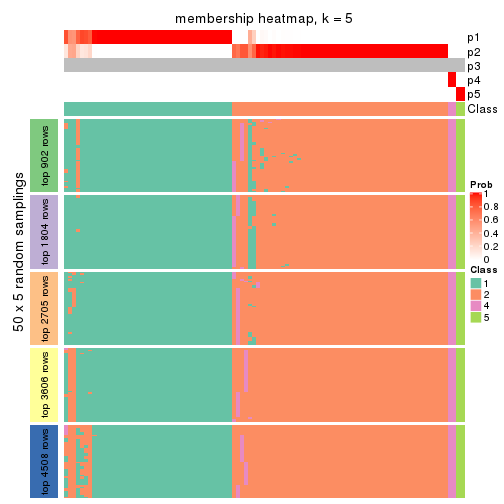 membership heatmap, k = 5
p1
p2
p3
p4
p5
Class
50 x 5 random samplings
top 902 rows
top 1804 rows
top 2705 rows
top 3606 rows
top 4508 rows
Prob
1
0.8
0.6
0.4
0.2
0
Class
1
2
4
5